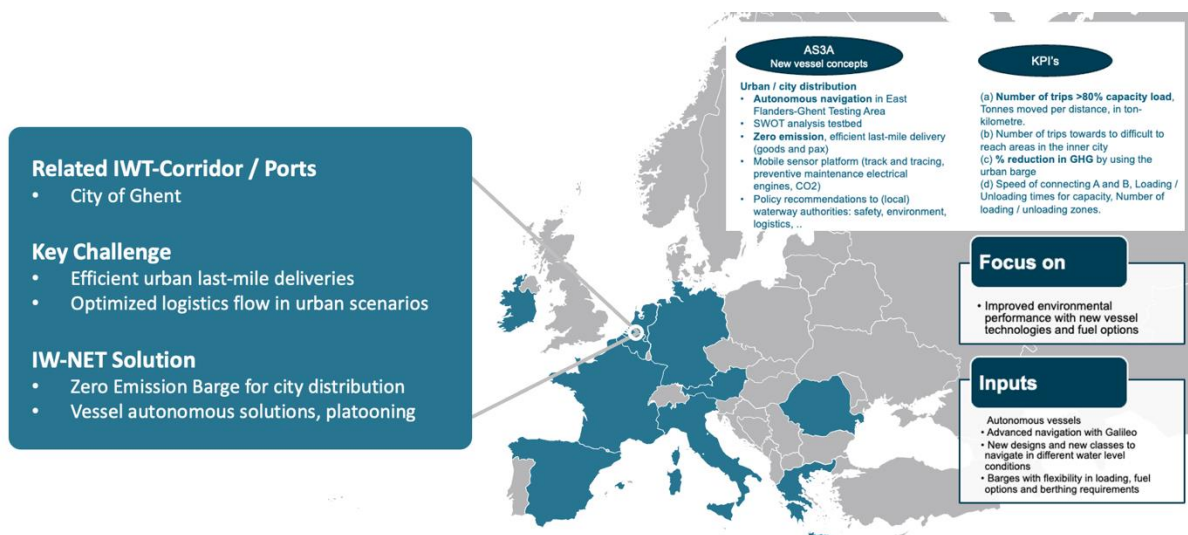 Related IWT-Corridor / Ports
• City of Ghent
Key Challenge
• Efficient urban last-mile deliveries
• Optimized logistics flow in urban scenarios
IW-NET Solution
• Zero Emission Barge for city distribution
• Vessel autonomous solutions, platooning
AS3A
New vessel concepts
Urban / city distribution
• Autonomous navigation in East
Flanders-Ghent Testing Area
• SWOT analysis testbed
• Zero emission, efficient last-mile delivery
(goods and pax)
• Mobile sensor platform (track and tracing,
preventive maintenance electrical
engines, CO2)
• Policy recommendations to (local)
waterway authorities: safety, environment,
logistics, ..
KPI's
(a) Number of trips >80% capacity load,
Tonnes moved per distance, in ton-
kilometre.
(b) Number of trips towards to difficult to
reach areas in the inner city
(c) % reduction in GHG by using the
urban barge
(d) Speed of connecting A and B, Loading /
Unloading times for capacity, Number of
loading / unloading zones.
Focus on
• Improved environmental
performance with new vessel
technologies and fuel options
Inputs
Autonomous vessels
• Advanced navigation with Galileo
• New designs and new classes to
navigate in different water level
conditions
• Barges with flexibility in loading, fuel
options and berthing requirements